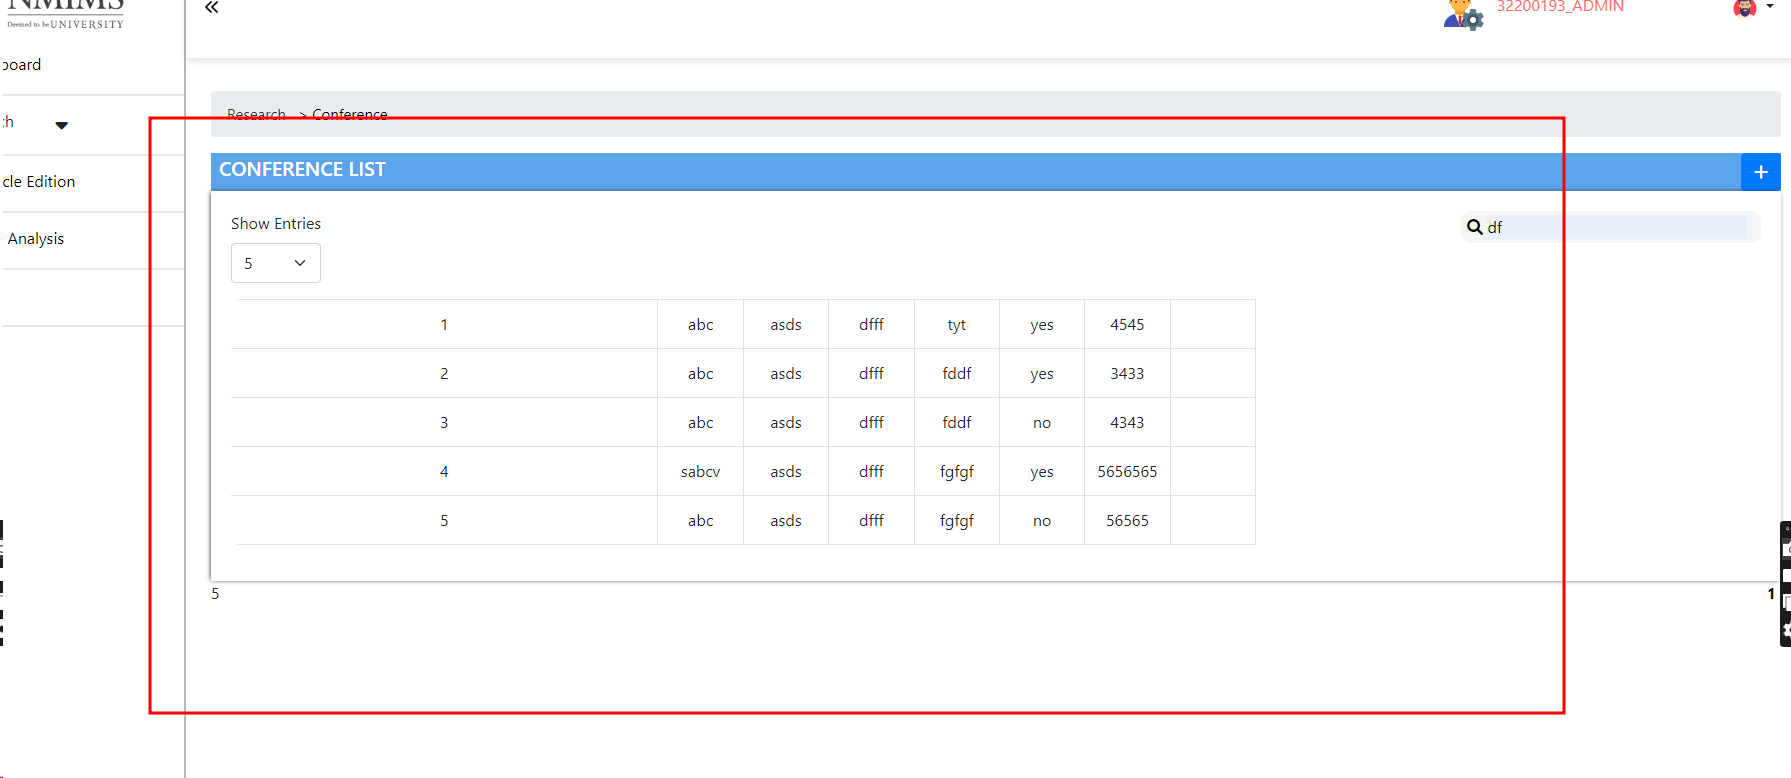 NMIMS
Deemed to be UNIVERSITY
32200193_ADMIN
board
ch
cle Edition
Analysis
Research > Conference
CONFERENCE LIST
+
Show Entries
5
df
1 abc asds dfff tyt yes 4545
2 abc asds dfff fddf yes 3433
3 abc asds dfff fddf no 4343
4 sabcv asds dfff fgfgf yes 5656565
5 abc asds dfff fgfgf no 56565
5
1